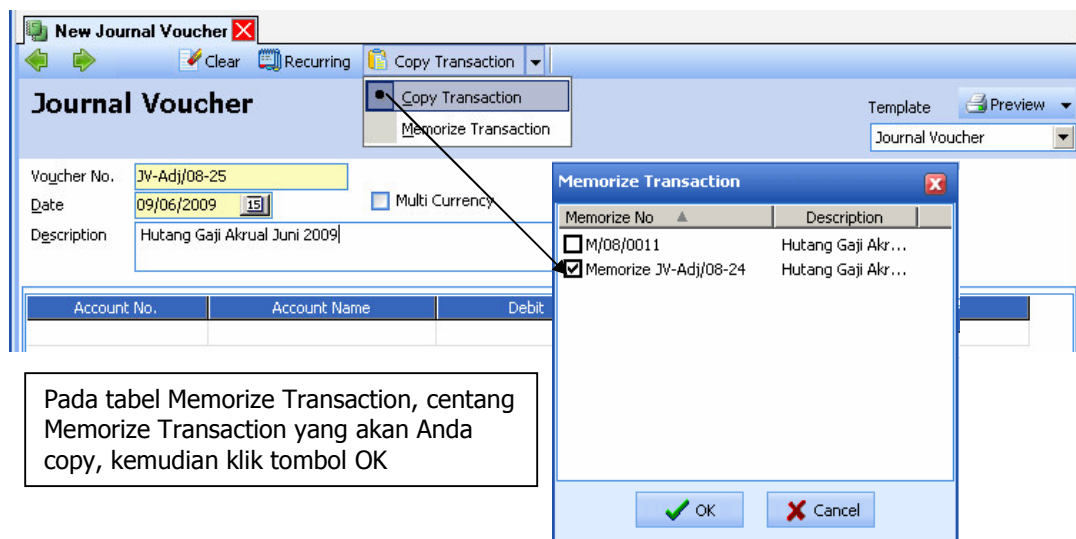 New Journal Voucher
Clear Recurring Copy Transaction
Copy Transaction
Memorize Transaction
Journal Voucher
Template Preview
Journal Voucher
Voucher No. JV-Adj/08-25
Date 09/06/2009 15
Multi Currency
Description Hutang Gaji Akrual Juni 2009
Account No. Account Name Debit
Memorize Transaction
Memorize No Description
M/08/0011 Hutang Gaji Akr...
Memorize JV-Adj/08-24 Hutang Gaji Akr...
OK Cancel
Pada tabel Memorize Transaction, centang
Memorize Transaction yang akan Anda
copy, kemudian klik tombol OK